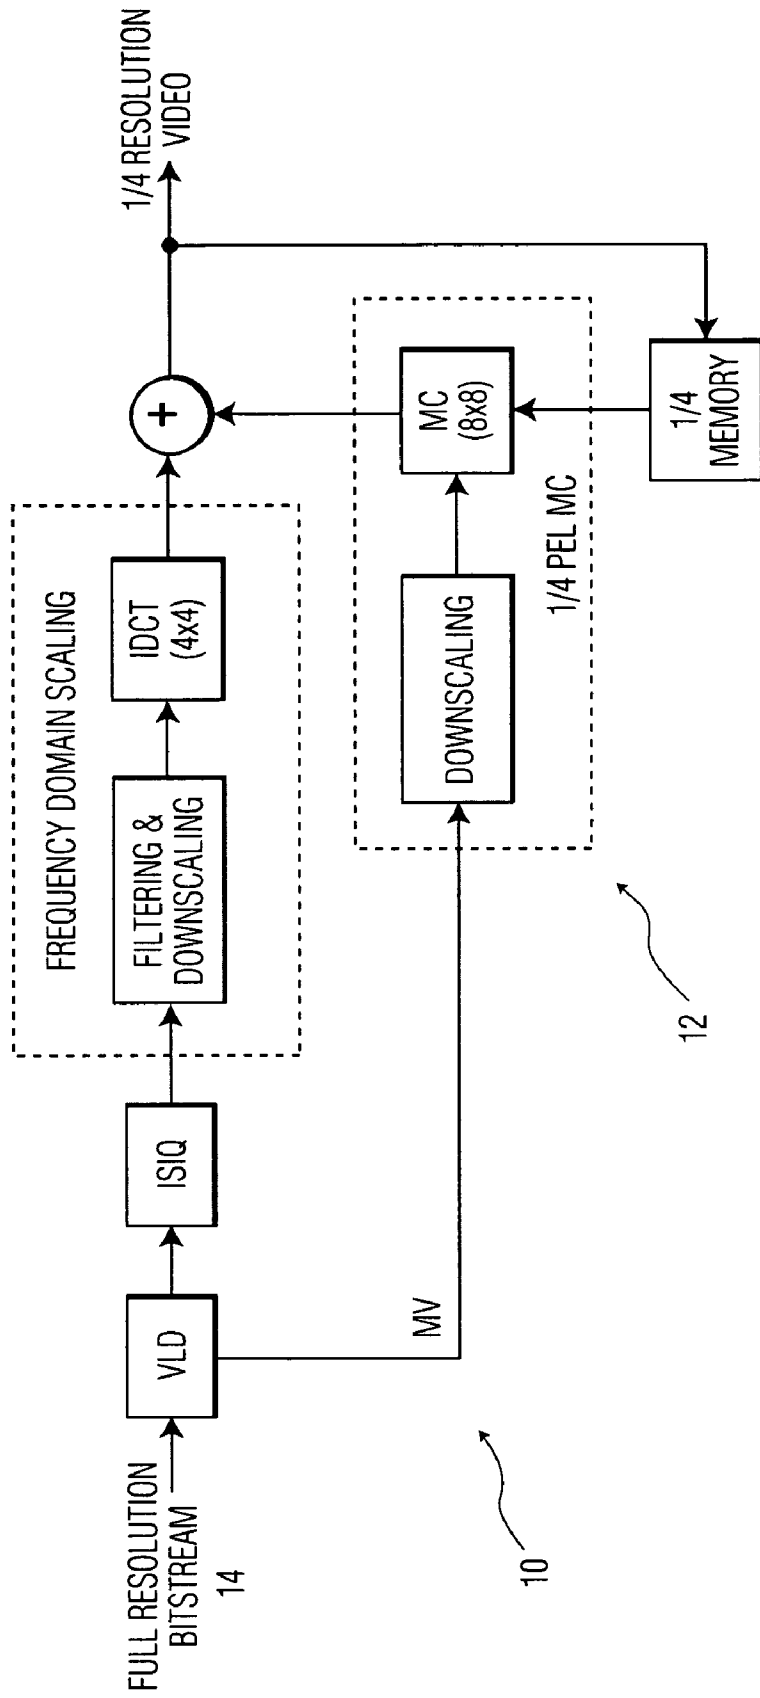 FULL RESOLUTION
BITSTREAM
14
VLD
ISIQ
FREQUENCY DOMAIN SCALING
FILTERING &
DOWNSCALING
IDCT
(4x4)
+
1/4 RESOLUTION
VIDEO
MV
DOWNSCALING
MC
(8x8)
1/4 PEL MC
1/4
MEMORY
10
12